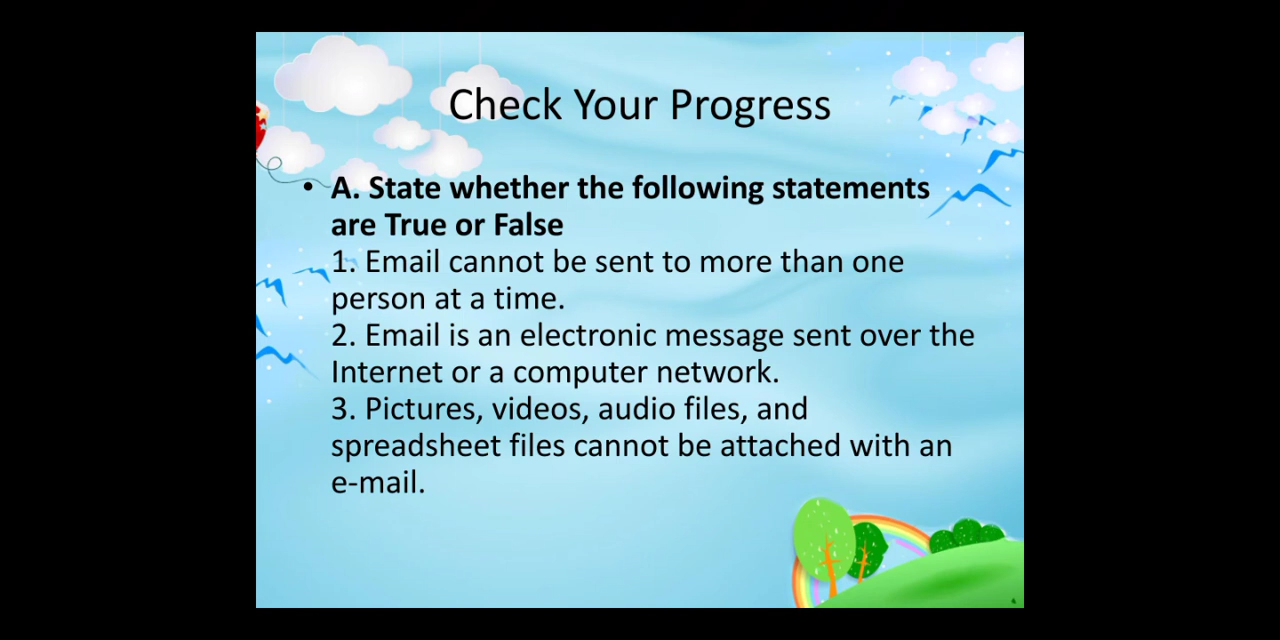 Check Your Progress
• A. State whether the following statements
are True or False
1. Email cannot be sent to more than one
person at a time.
2. Email is an electronic message sent over the
Internet or a computer network.
3. Pictures, videos, audio files, and
spreadsheet files cannot be attached with an
e-mail.